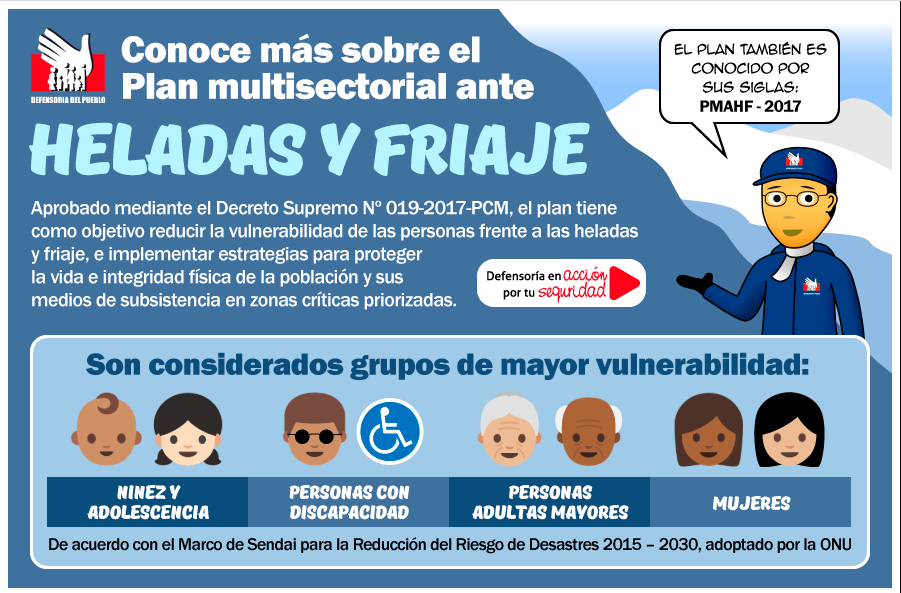 DEFENSORÍA DEL PUEBLO
Conoce más sobre el
Plan multisectorial ante
HELADAS Y FRIAJE
EL PLAN TAMBIÉN ES
CONOCIDO POR
SUS SIGLAS:
PMAHF - 2017
Aprobado mediante el Decreto Supremo Nº 019-2017-PCM, el plan tiene
como objetivo reducir la vulnerabilidad de las personas frente a las heladas
y friaje, e implementar estrategias para proteger
la vida e integridad física de la población y sus
medios de subsistencia en zonas críticas priorizadas.
Defensoría en acción
por tu seguridad
Son considerados grupos de mayor vulnerabilidad:
NINEZ Y
ADOLESCENCIA
PERSONAS CON
DISCAPACIDAD
PERSONAS
ADULTAS MAYORES
MUJERES
De acuerdo con el Marco de Sendai para la Reducción del Riesgo de Desastres 2015 – 2030, adoptado por la ONU